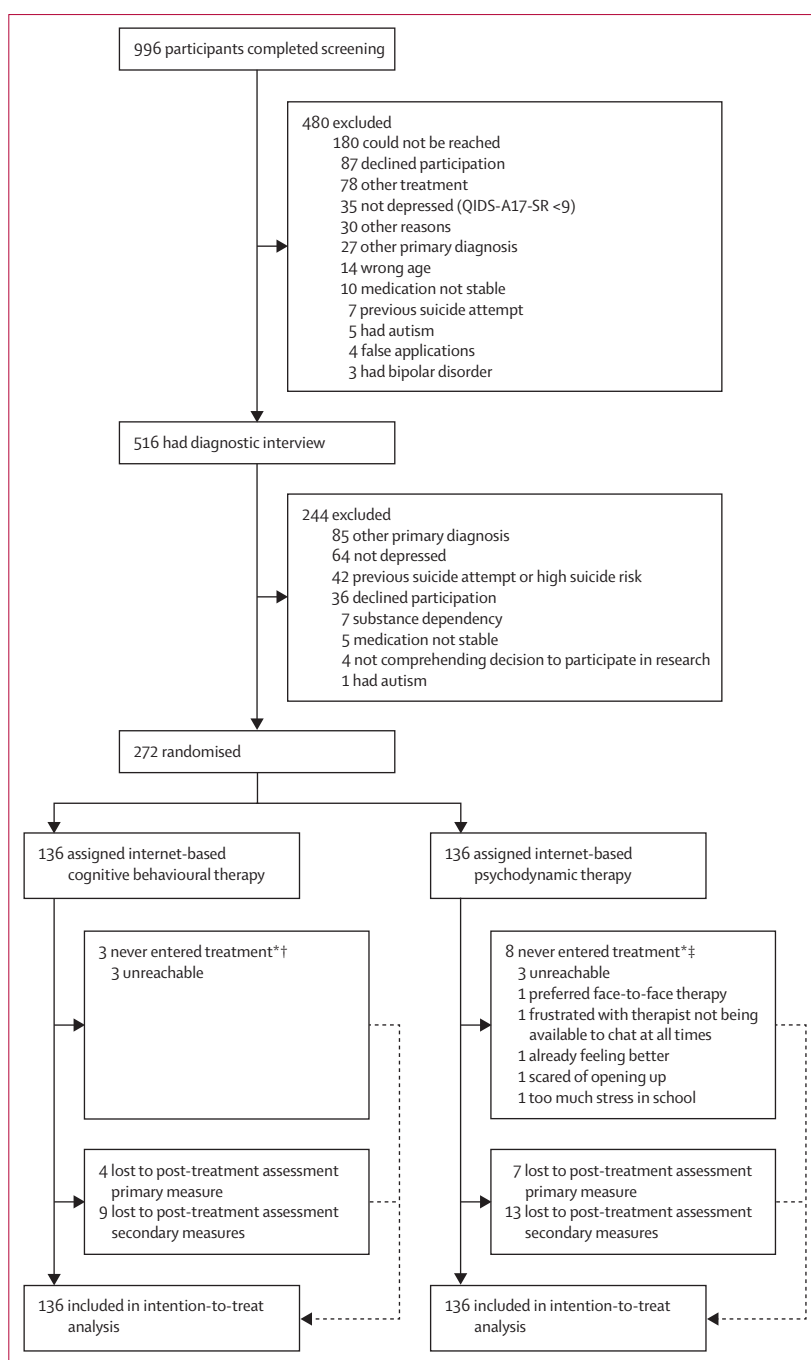 996 participants completed screening
480 excluded
180 could not be reached
87 declined participation
78 other treatment
35 not depressed (QIDS-A17-SR <9)
30 other reasons
27 other primary diagnosis
14 wrong age
10 medication not stable
7 previous suicide attempt
5 had autism
4 false applications
3 had bipolar disorder
516 had diagnostic interview
244 excluded
85 other primary diagnosis
64 not depressed
42 previous suicide attempt or high suicide risk
36 declined participation
7 substance dependency
5 medication not stable
4 not comprehending decision to participate in research
1 had autism
272 randomised
136 assigned internet-based
cognitive behavioural therapy
136 assigned internet-based
psychodynamic therapy
3 never entered treatment*†
3 unreachable
8 never entered treatment*‡
3 unreachable
1 preferred face-to-face therapy
1 frustrated with therapist not being
available to chat at all times
1 already feeling better
1 scared of opening up
1 too much stress in school
4 lost to post-treatment assessment
primary measure
9 lost to post-treatment assessment
secondary measures
7 lost to post-treatment assessment
primary measure
13 lost to post-treatment assessment
secondary measures
136 included in intention-to-treat
analysis
136 included in intention-to-treat
analysis